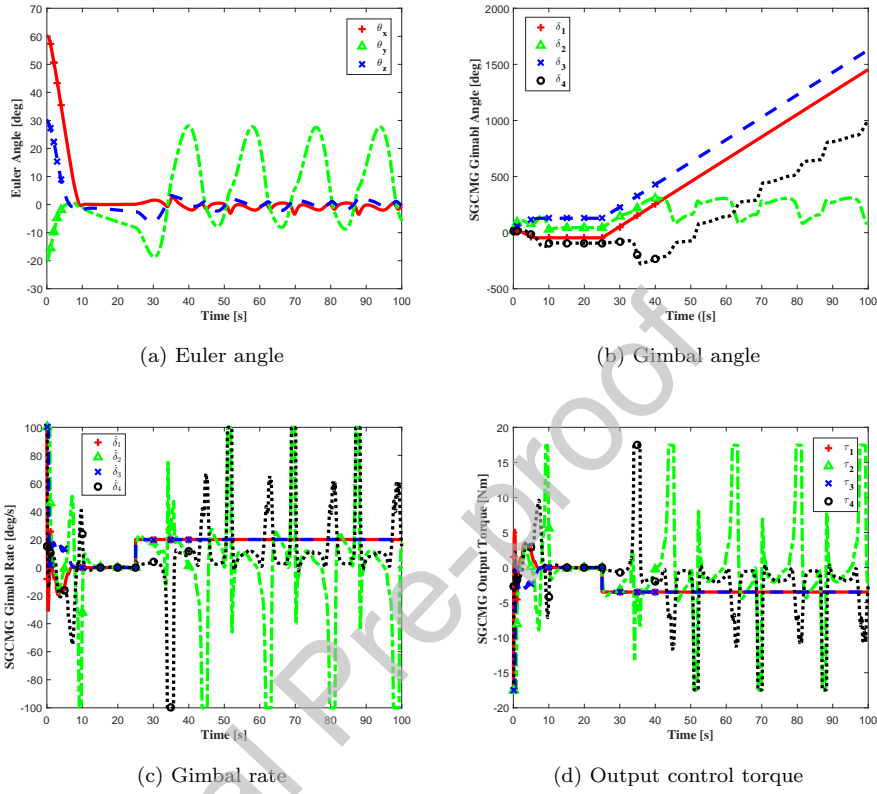 60
50
40
30
20
10
0
-10
-20
-30
0 10 20 30 40 50 60 70 80 90 100
Euler Angle [deg]
Time [s]
θx
θy
θz
(a) Euler angle
2000
1500
1000
500
0
-500
0 10 20 30 40 50 60 70 80 90 100
SGCMG Gimabl Angle [deg]
Time ([s]
δ1
δ2
δ3
δ4
(b) Gimbal angle
100
80
60
40
20
0
-20
-40
-60
-80
-100
0 10 20 30 40 50 60 70 80 90 100
SGCMG Gimabl Rate [deg/s]
Time [s]
δ̇1
δ̇2
δ̇3
δ̇4
(c) Gimbal rate
20
15
10
5
0
-5
-10
-15
-20
0 10 20 30 40 50 60 70 80 90 100
SGCMG Output Torque [Nm]
Time [s]
τ1
τ2
τ3
τ4
(d) Output control torque
al Pre-proof